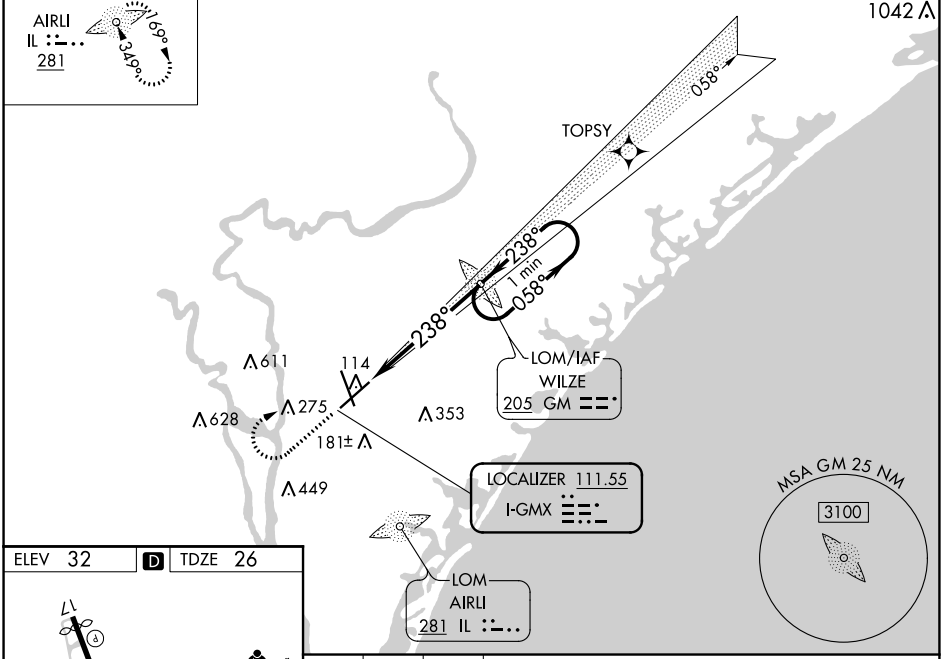 AIRLI
IL
281
169°
349°
1042
058°
TOPSY
238°
1 min
058°
238°
LOM/IAF
WILZE
205 GM
611
114
628
275
353
181±
449
LOCALIZER 111.55
I-GMX
MSA GM 25 NM
3100
LOM
AIRLI
281 IL
ELEV 32
D
TDZE 26
17
P